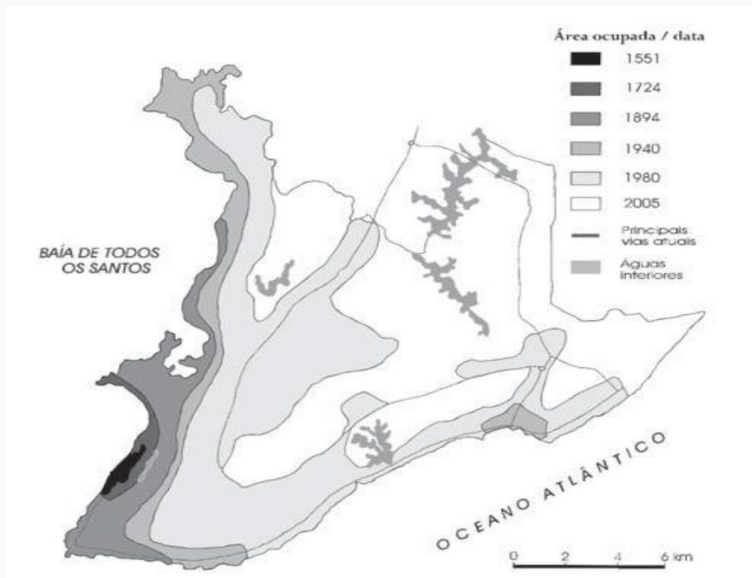 Área ocupada / data
1551
1724
1894
1940
1980
2005
Principais
vias atuais
Águas
Interiores
BAÍA DE TODOS
OS SANTOS
OCEANO ATLÂNTICO
0 2 4 6 km